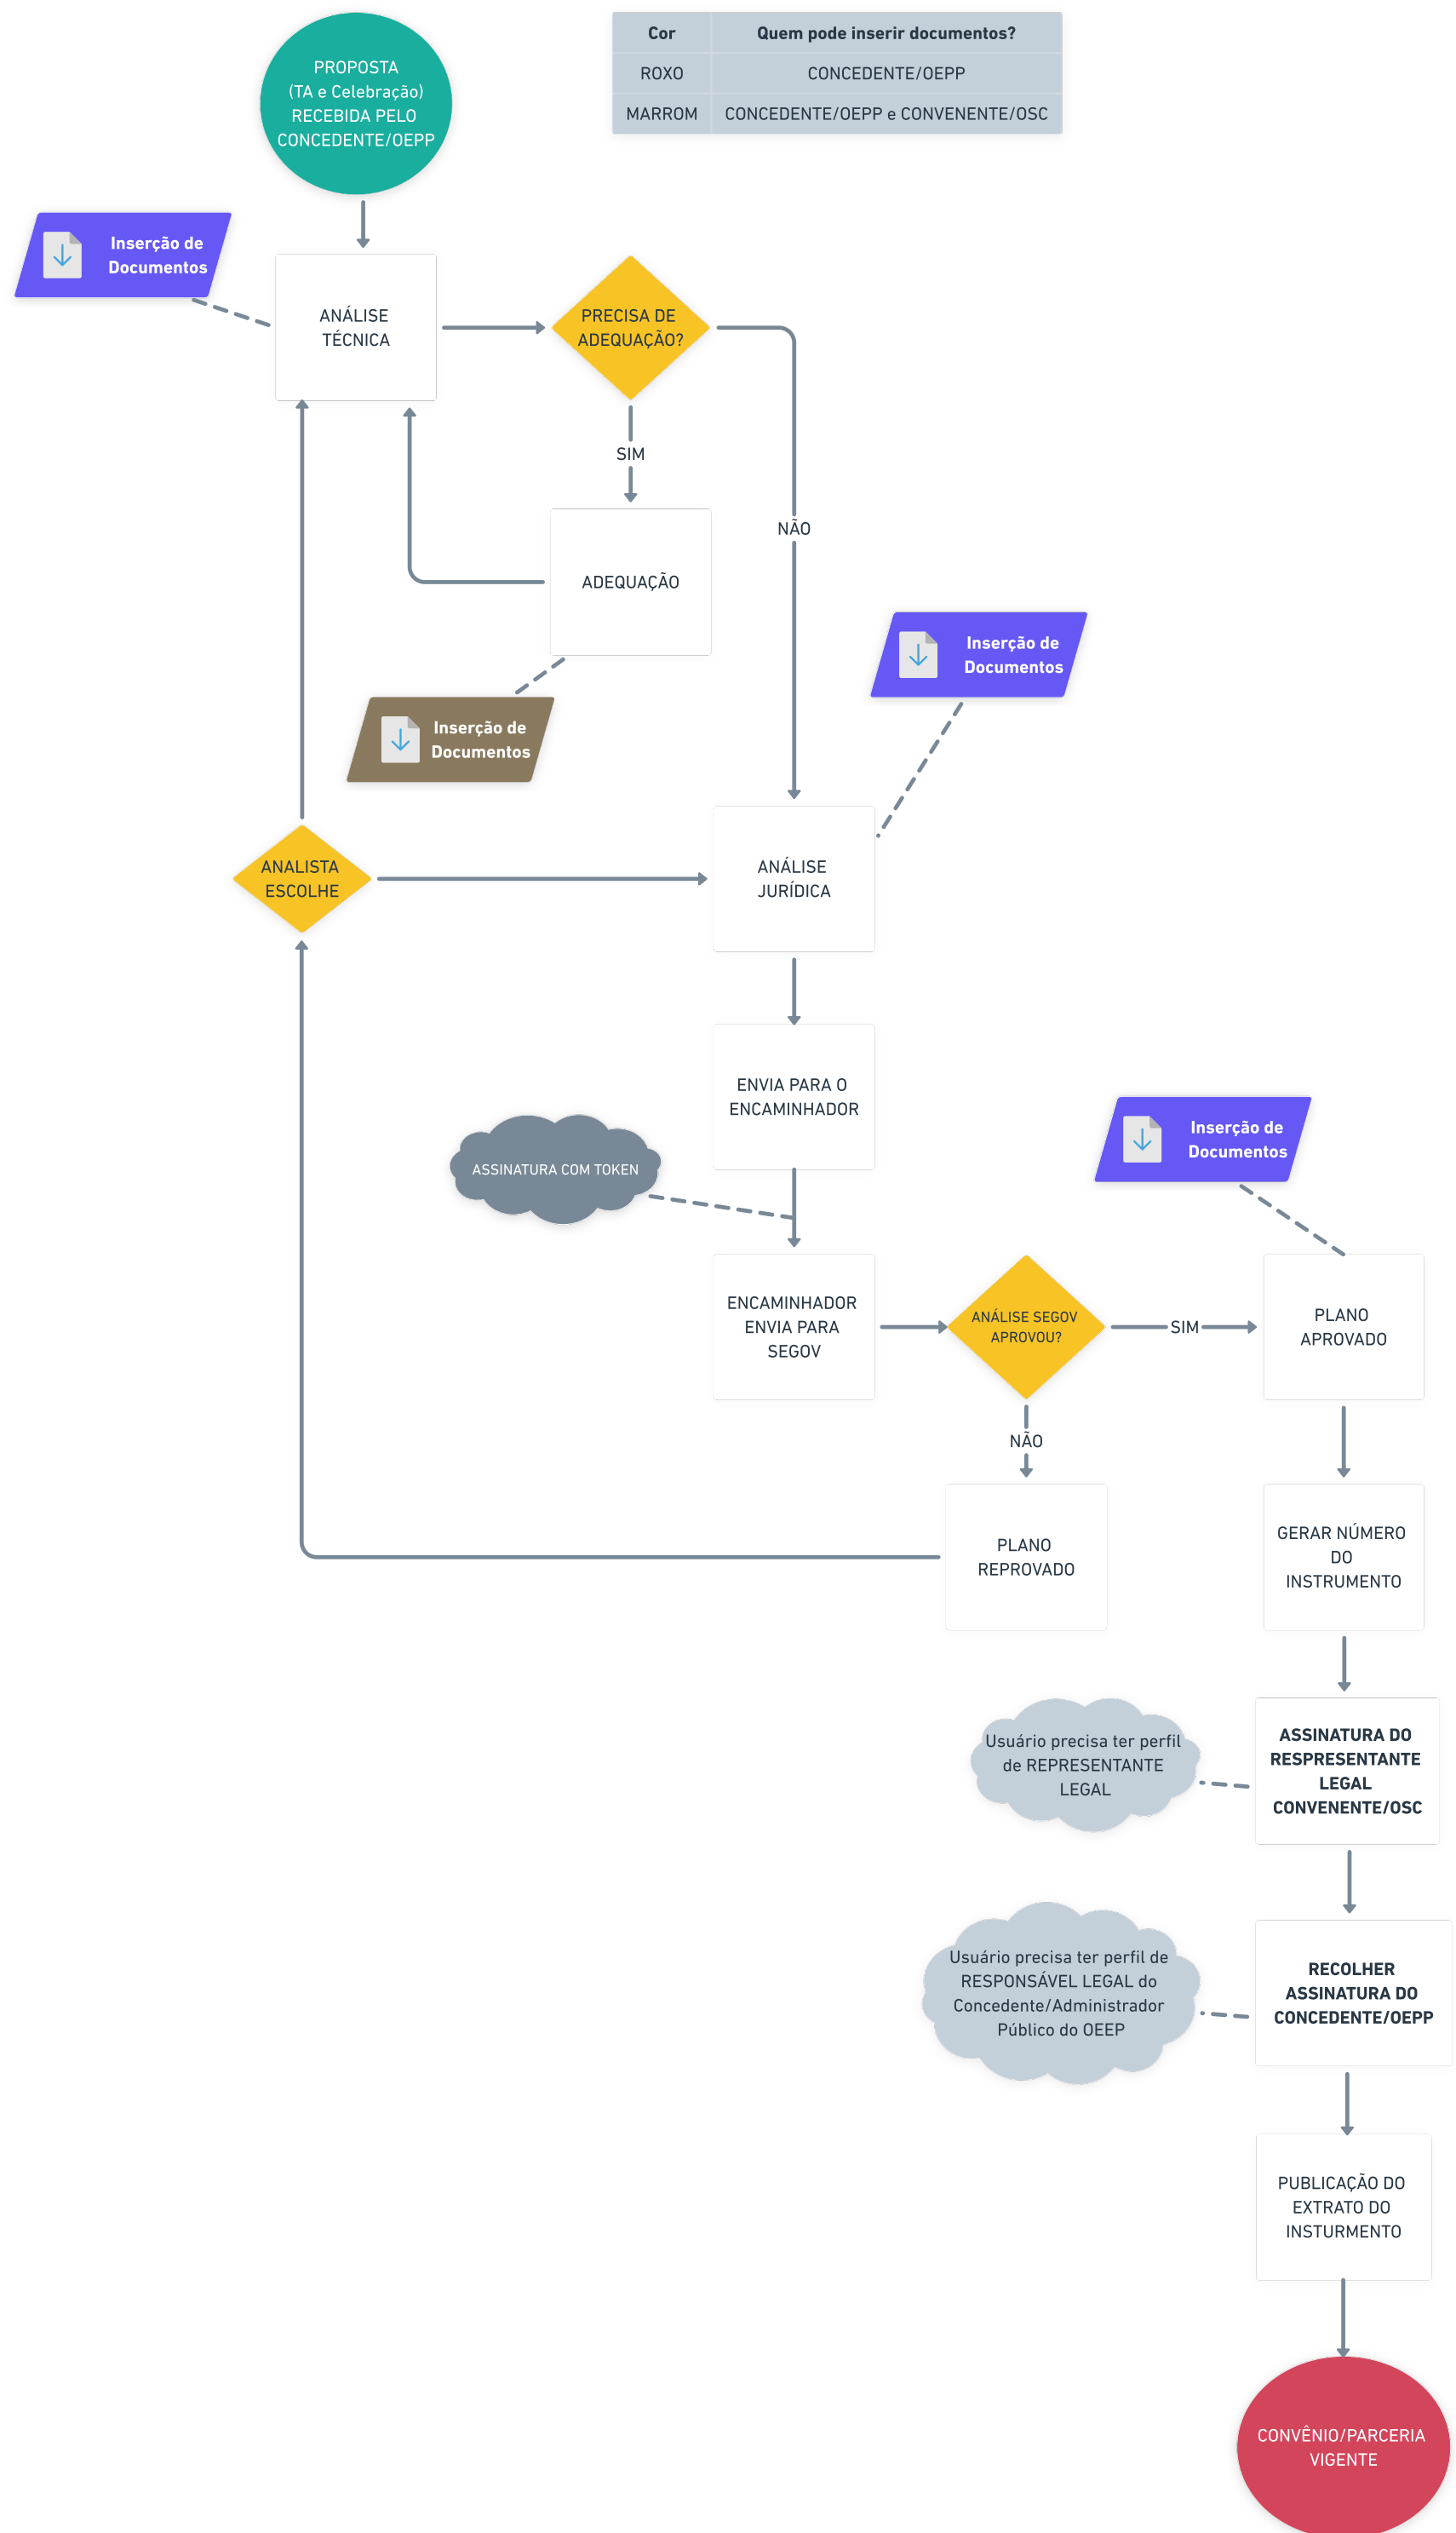 PROPOSTA
(TA e Celebração)
RECEBIDA PELO
CONCEDENTE/OEPP
Cor Quem pode inserir documentos?
ROXO CONCEDENTE/OEPP
MARROM CONCEDENTE/OEPP e CONVENENTE/OSC
Inserção de
Documentos
ANÁLISE
TÉCNICA
PRECISA DE
ADEQUAÇÃO?
SIM
NÃO
ADEQUAÇÃO
Inserção de
Documentos
Inserção de
Documentos
ANALISTA
ESCOLHE
ANÁLISE
JURÍDICA
ENVIA PARA O
ENCAMINHADOR
ASSINATURA COM TOKEN
Inserção de
Documentos
ENCAMINHADOR
ENVIA PARA
SEGOV
ANÁLISE SEGOV
APROVOU?
SIM
PLANO
APROVADO
NÃO
PLANO
REPROVADO
GERAR NÚMERO
DO
INSTRUMENTO
Usuário precisa ter perfil
de REPRESENTANTE
LEGAL
ASSINATURA DO
RESPRESENTANTE
LEGAL
CONVENENTE/OSC
Usuário precisa ter perfil de
RESPONSÁVEL LEGAL do
Concedente/Administrador
Público do OEEP
RECOLHER
ASSINATURA DO
CONCEDENTE/OEPP
PUBLICAÇÃO DO
EXTRATO DO
INSTURMENTO
CONVÊNIO/PARCERIA
VIGENTE